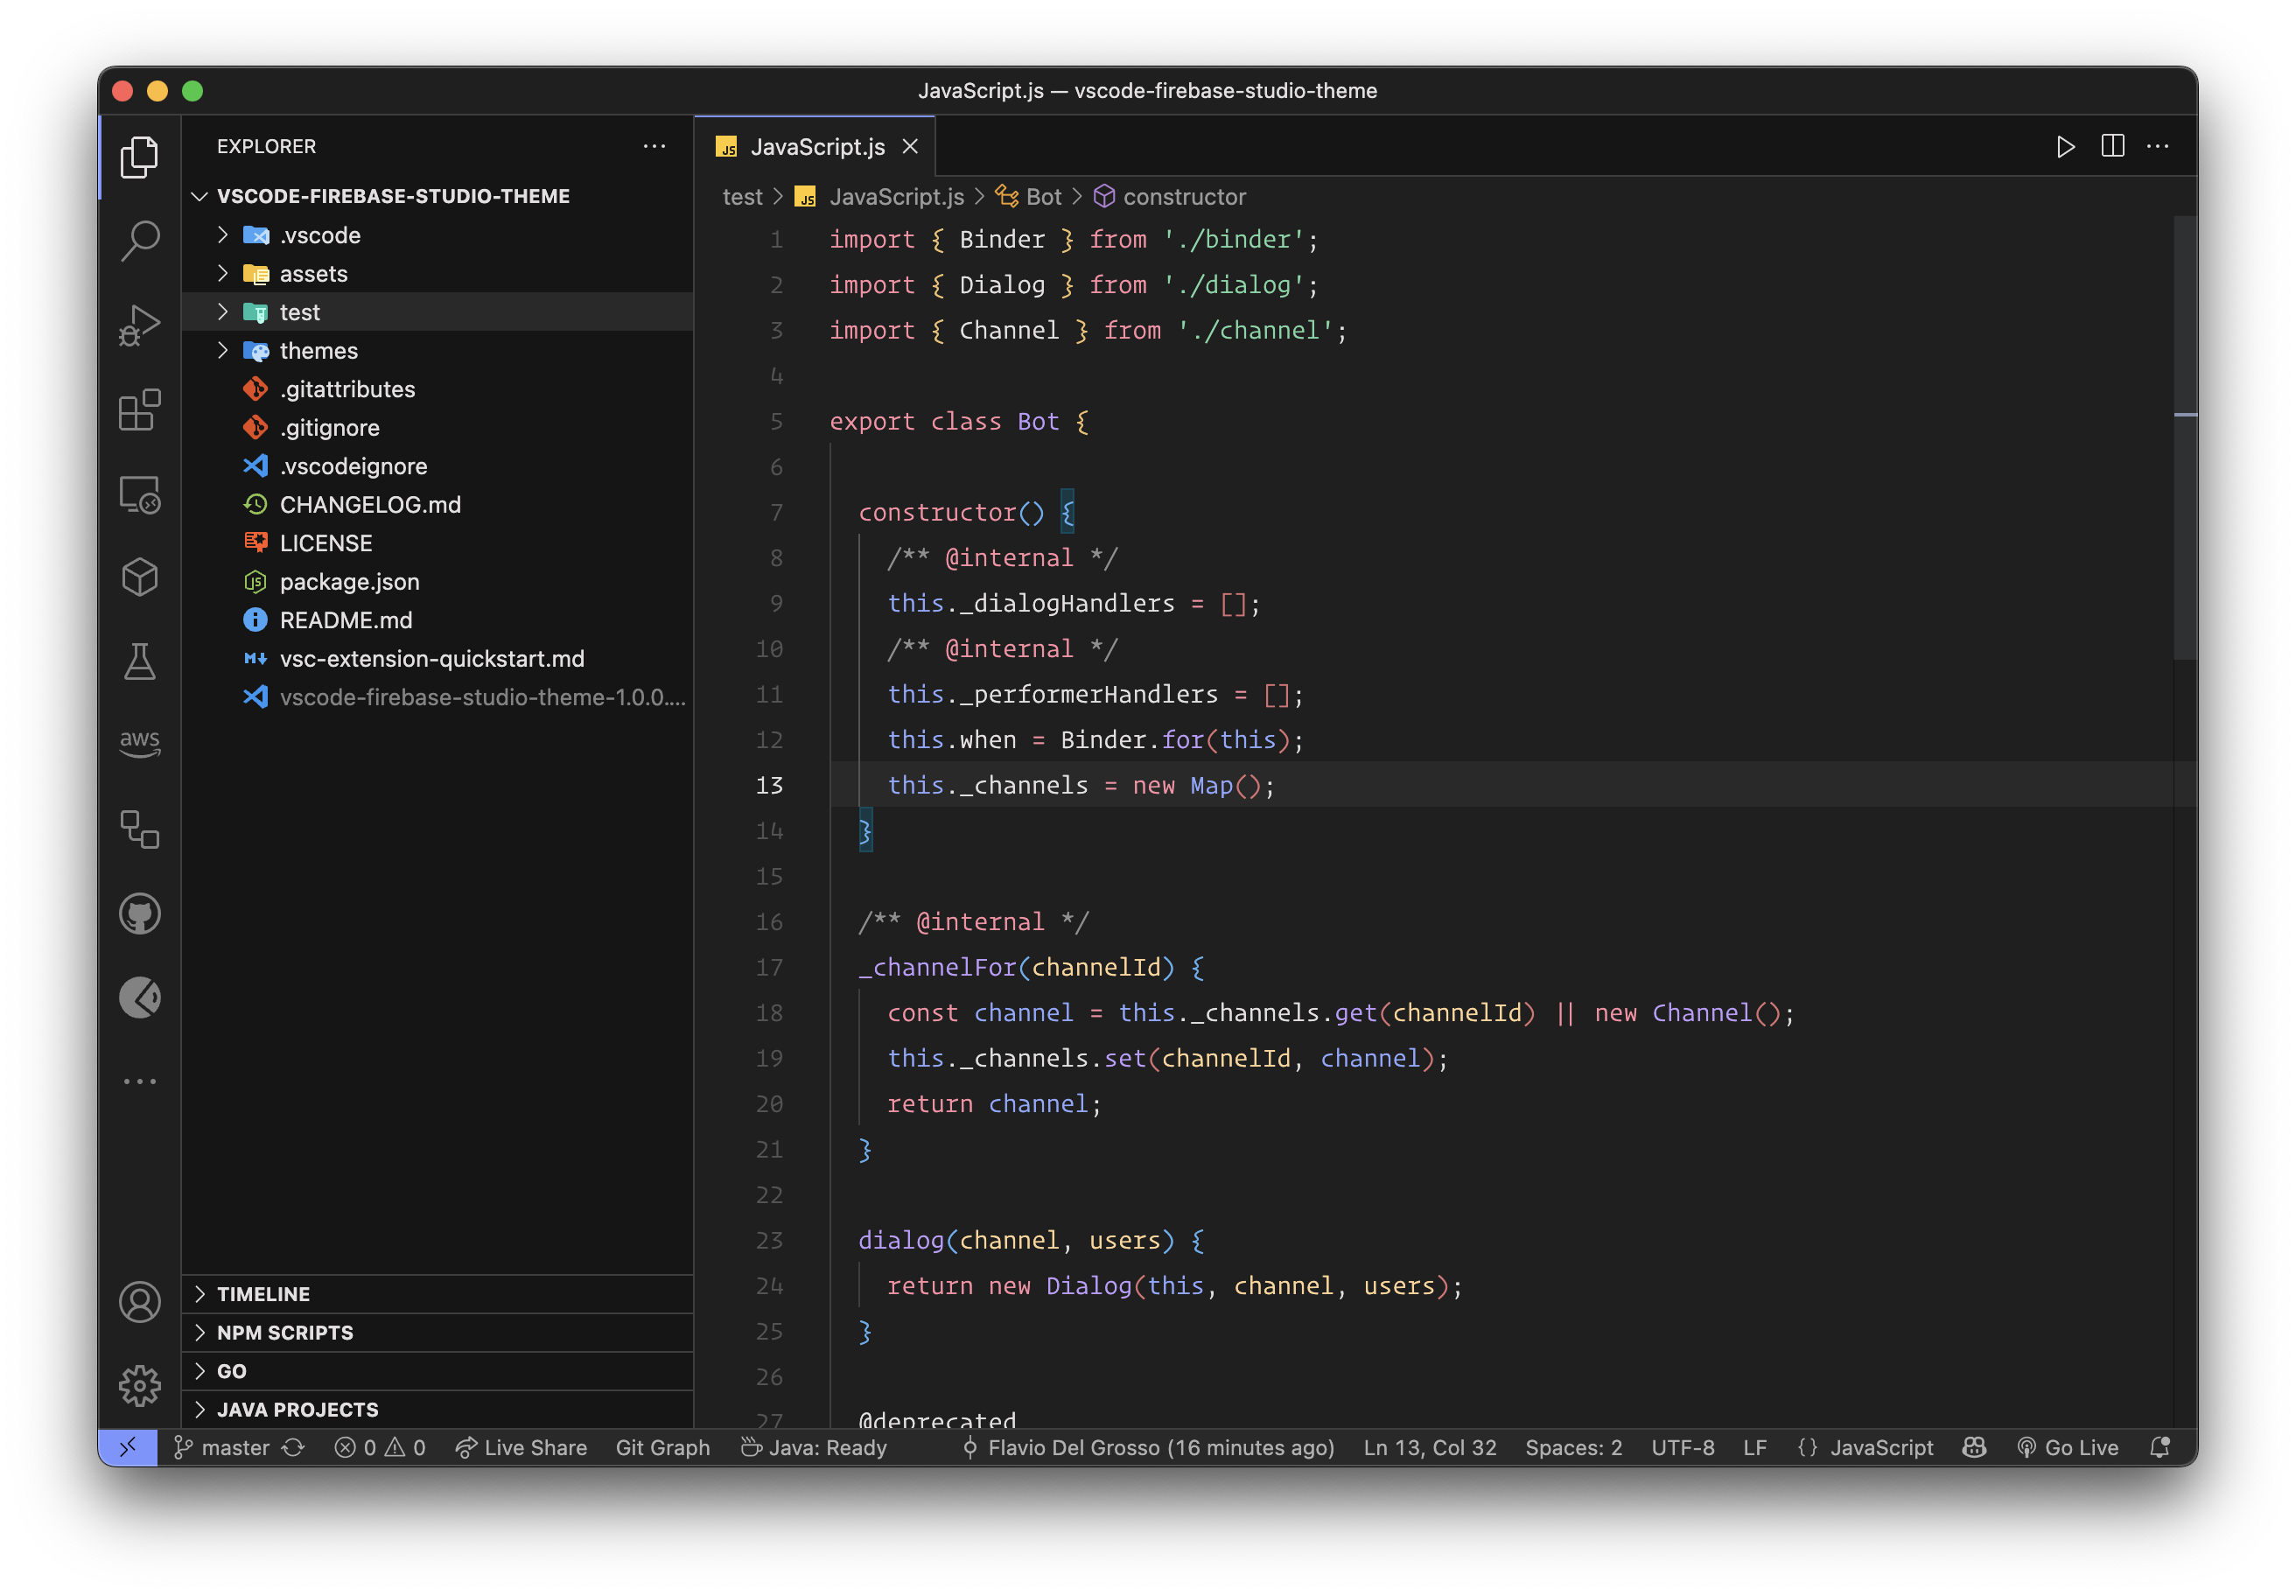 JavaScript.js — vscode-firebase-studio-theme
EXPLORER
VSCODE-FIREBASE-STUDIO-THEME
.vscode
assets
test
themes
.gitattributes
.gitignore
.vscodeignore
CHANGELOG.md
LICENSE
package.json
README.md
vsc-extension-quickstart.md
vscode-firebase-studio-theme-1.0.0....
aws
TIMELINE
NPM SCRIPTS
GO
JAVA PROJECTS
JS JavaScript.js
test > JS JavaScript.js > Bot > constructor
1 import { Binder } from './binder';
2 import { Dialog } from './dialog';
3 import { Channel } from './channel';
4
5 export class Bot {
6
7 constructor() {
8 /** @internal */
9 this._dialogHandlers = [];
10 /** @internal */
11 this._performerHandlers = [];
12 this.when = Binder.for(this);
13 this._channels = new Map();
14 }
15
16 /** @internal */
17 _channelFor(channelId) {
18 const channel = this._channels.get(channelId) || new Channel();
19 this._channels.set(channelId, channel);
20 return channel;
21 }
22
23 dialog(channel, users) {
24 return new Dialog(this, channel, users);
25 }
26
27 @deprecated
master 0 0 Live Share Git Graph Java: Ready Flavio Del Grosso (16 minutes ago) Ln 13, Col 32 Spaces: 2 UTF-8 LF {} JavaScript Go Live